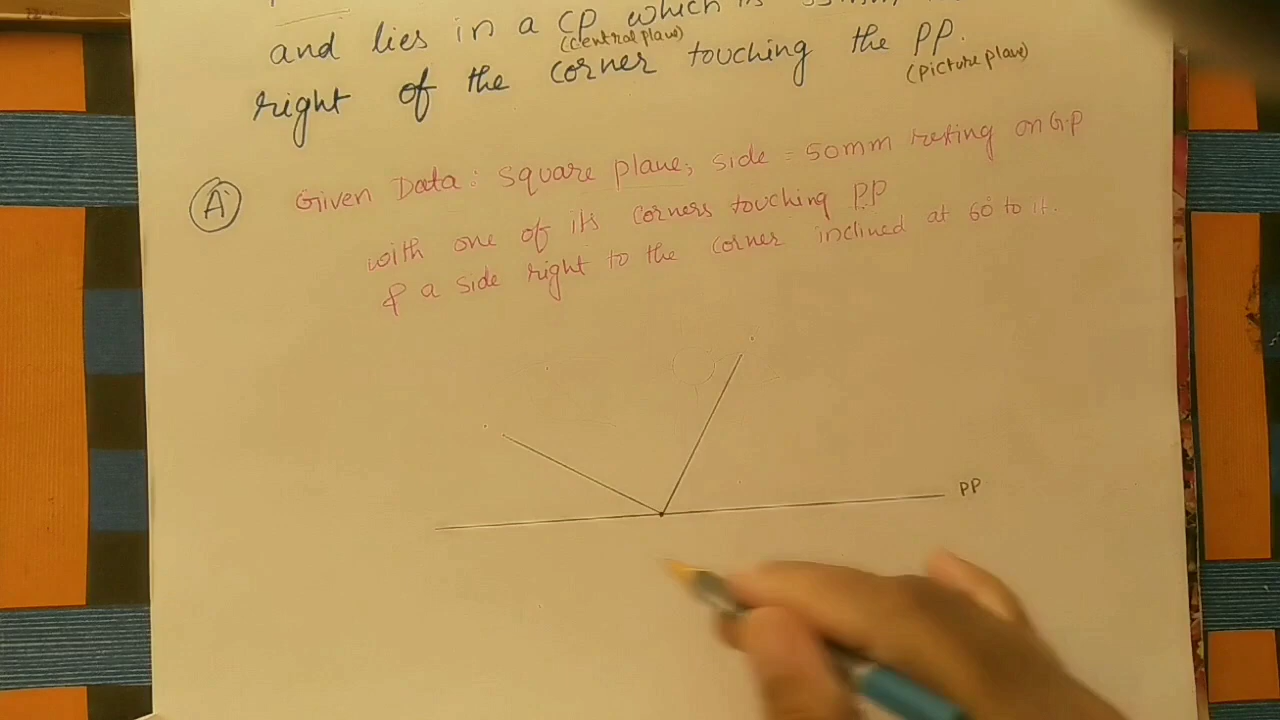 and lies in a CP which is
(central plane)
right of the corner touching the PP.
(picture plane)
A
Given Data: square plane; side = 50mm resting on G.P
with one of its corners touching P.P
& a side right to the corner inclined at 60° to it.
PP